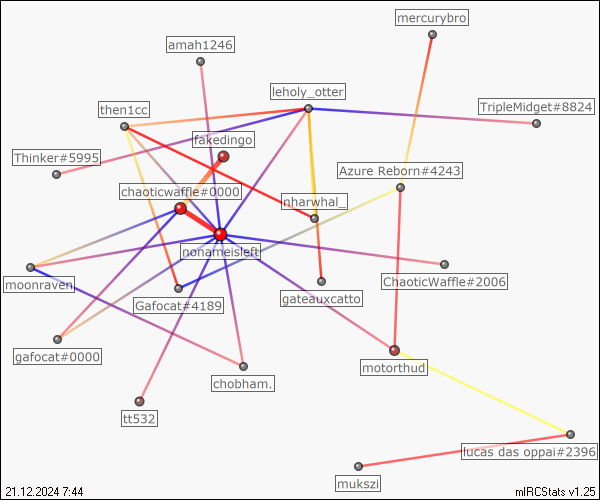 mercurybro
amah1246
leholy_otter
then1cc
TripleMidget#8824
fakedingo
Thinker#5995
Azure Reborn#4243
chaoticwaffle#0000
nharwhal_
nonameisleft
moonraven.
ChaoticWaffle#2006
Gafocat#4189
gateauxcatto
gafocat#0000
motorthud
chobham.
tt532
lucas das oppai#2396
mukszi
21.12.2024 7:44
mIRCStats v1.25